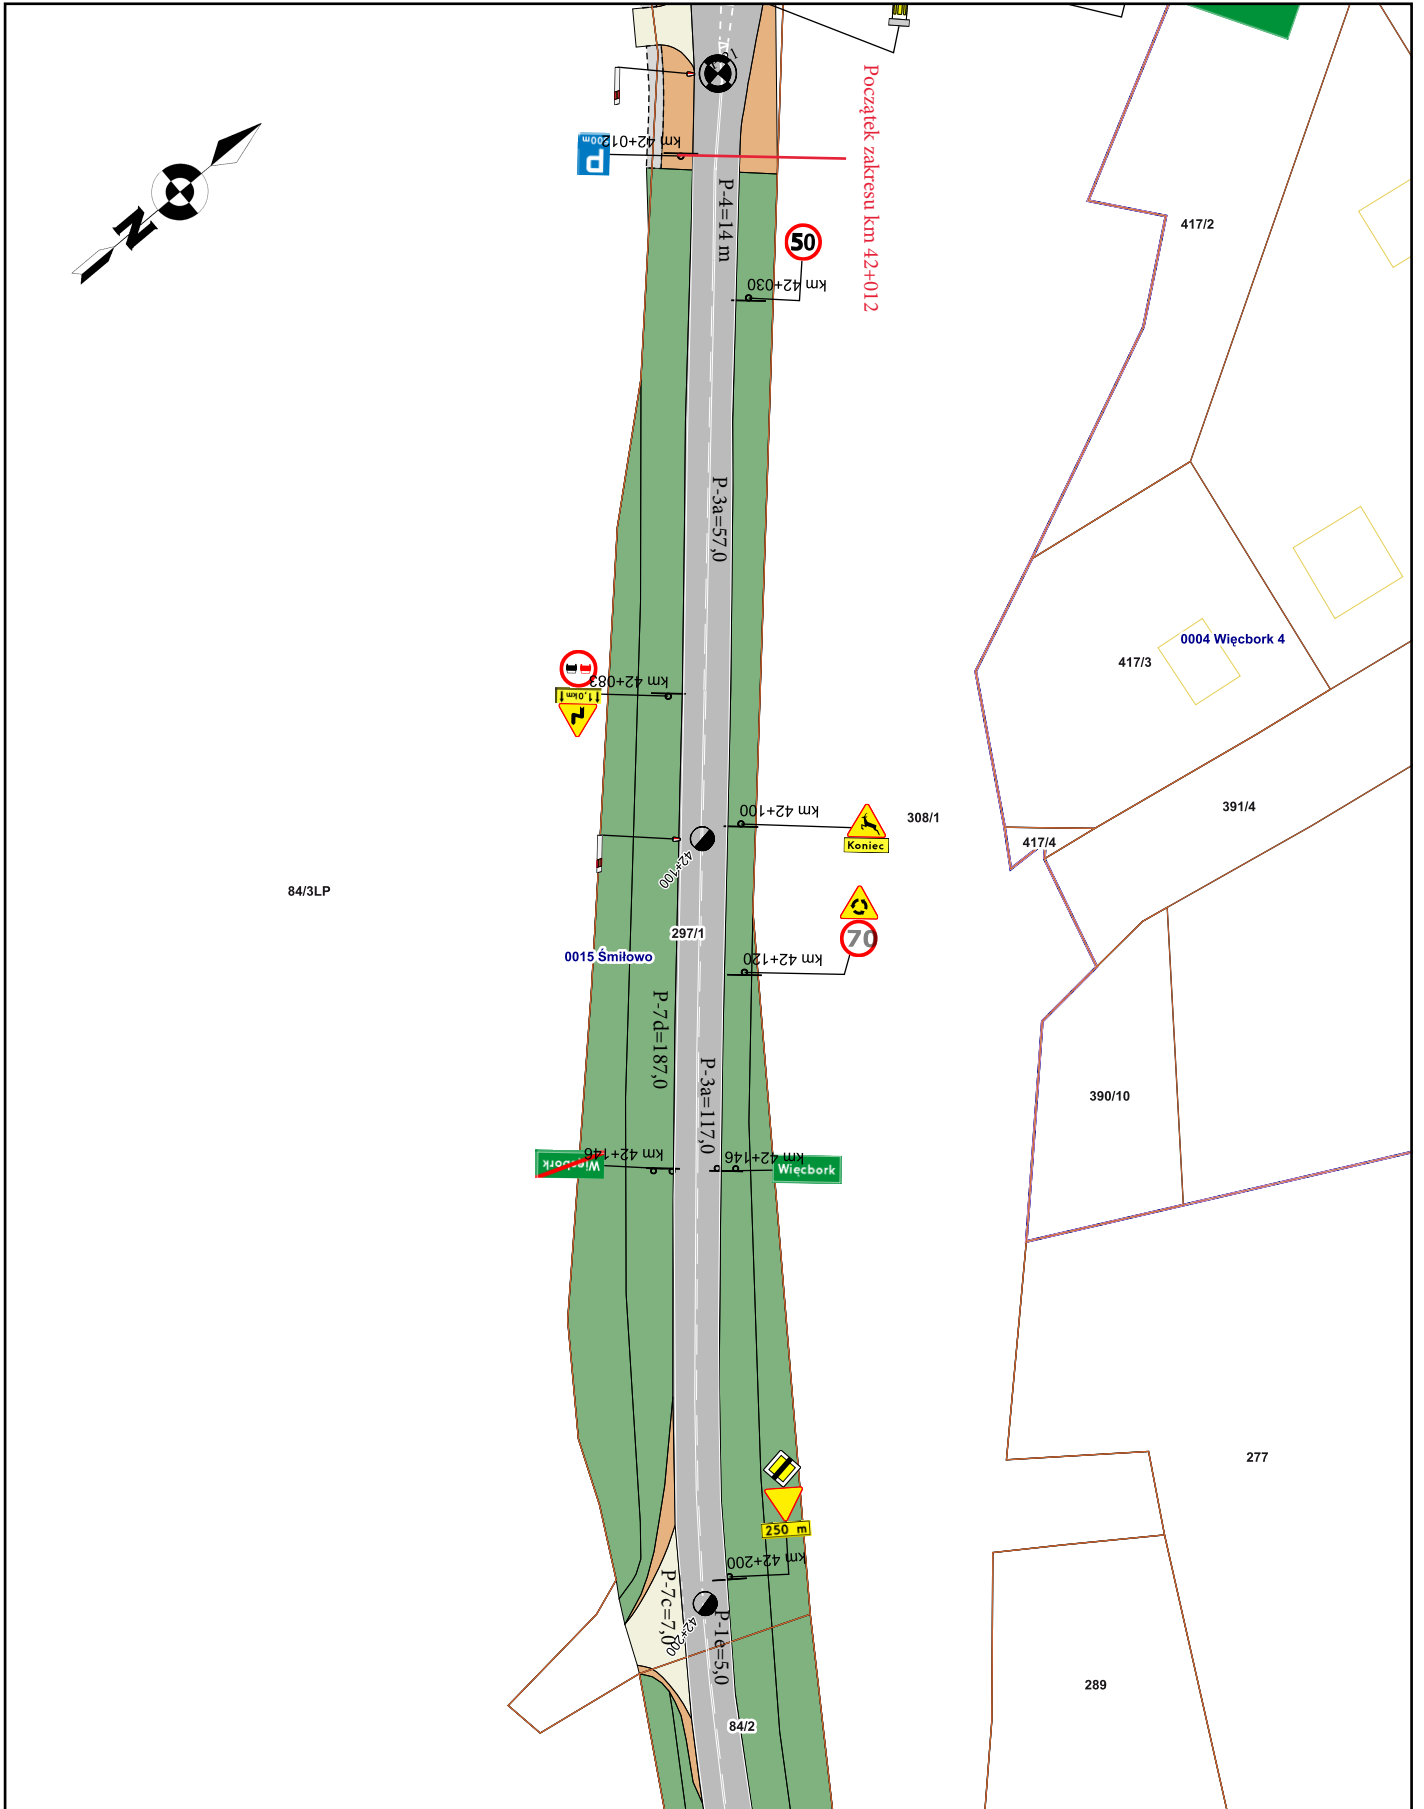 km 42+012
P
200m
Początek zakresu km 42+012
P-4=14 m
50
km 42+030
417/2
N
P-3a=57,0
0004 Więcbork 4
417/3
km 42+083
1,0km
km 42+100
Koniec
308/1
391/4
417/4
42+100
84/3LP
297/1
0015 Śmiłowo
70
km 42+120
P-7d=187,0
P-3a=117,0
390/10
Więcbork
km 42+146
km 42+146
Więcbork
277
250 m
km 42+200
P-7c=7,0
42+200
P-1e=5,0
289
84/2